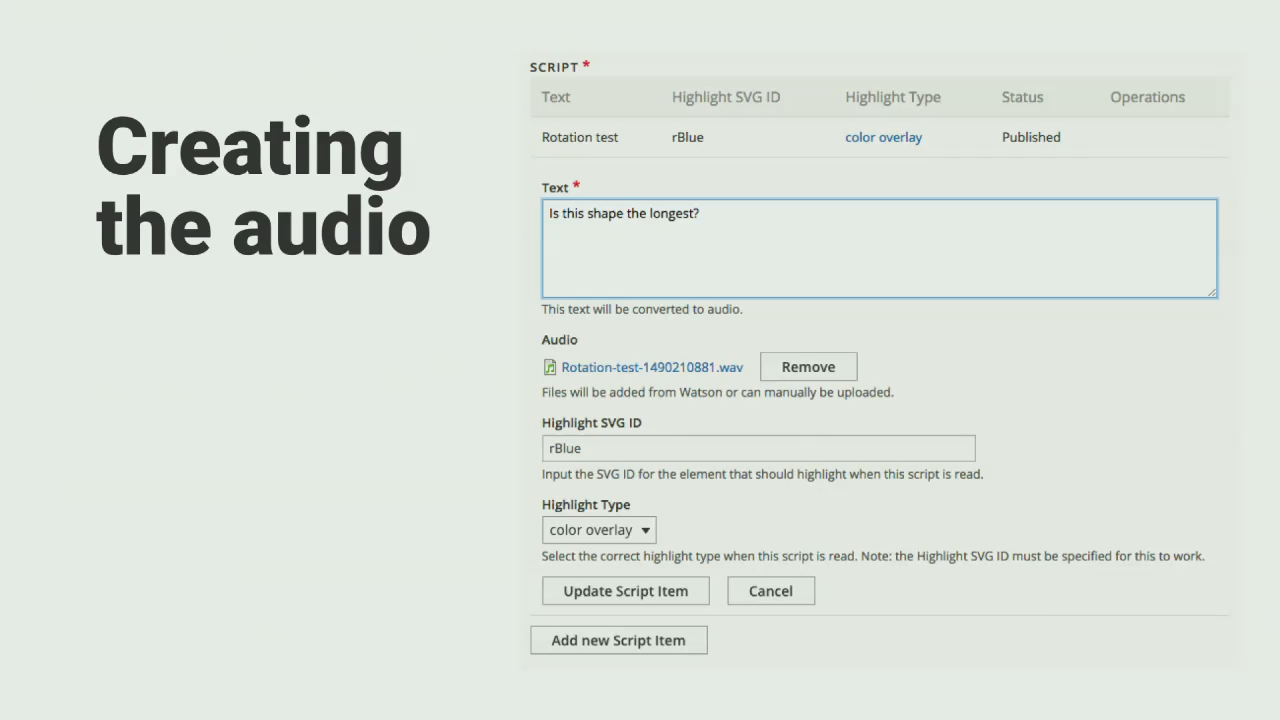 Creating
the audio
SCRIPT *
Text Highlight SVG ID Highlight Type Status Operations
Rotation test rBlue color overlay Published
Text *
Is this shape the longest?
This text will be converted to audio.
Audio
Rotation-test-1490210881.wav Remove
Files will be added from Watson or can manually be uploaded.
Highlight SVG ID
rBlue
Input the SVG ID for the element that should highlight when this script is read.
Highlight Type
color overlay
Select the correct highlight type when this script is read. Note: the Highlight SVG ID must be specified for this to work.
Update Script Item Cancel
Add new Script Item